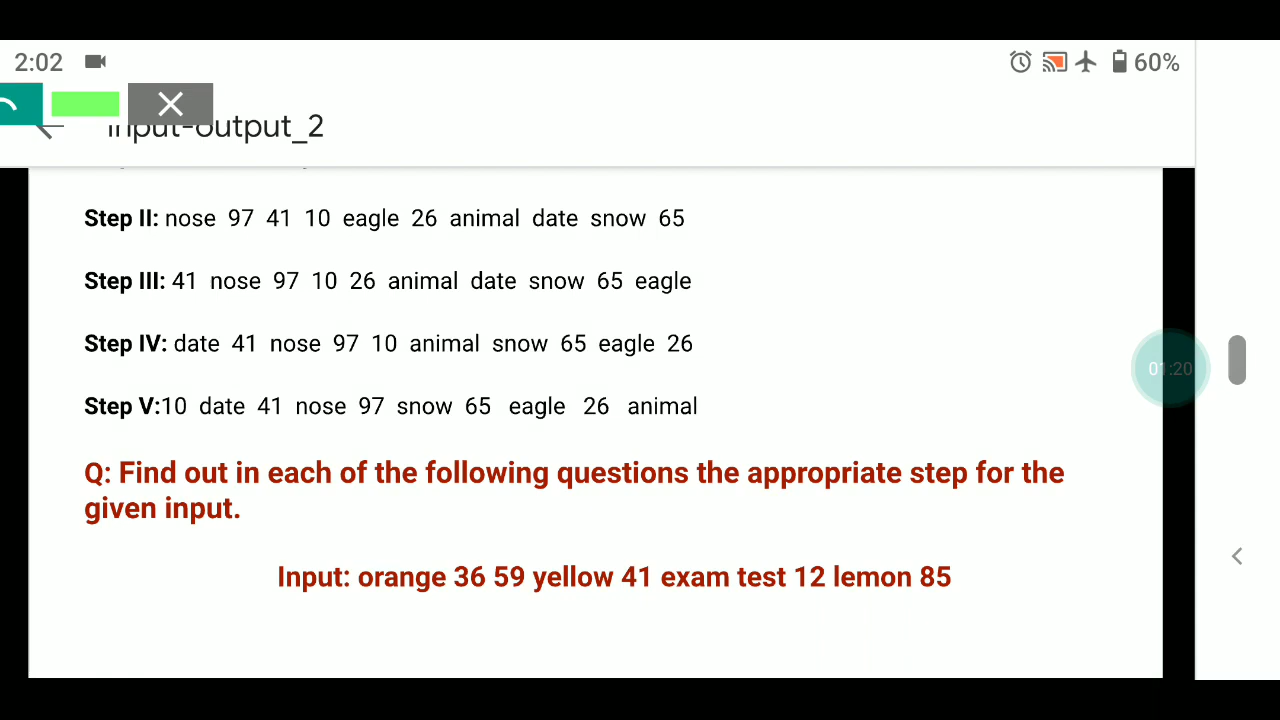 2:02
60%
input-output_2
Step II: nose 97 41 10 eagle 26 animal date snow 65
Step III: 41 nose 97 10 26 animal date snow 65 eagle
01:20
Step IV: date 41 nose 97 10 animal snow 65 eagle 26
Step V:10 date 41 nose 97 snow 65 eagle 26 animal
Q: Find out in each of the following questions the appropriate step for the
given input.
Input: orange 36 59 yellow 41 exam test 12 lemon 85